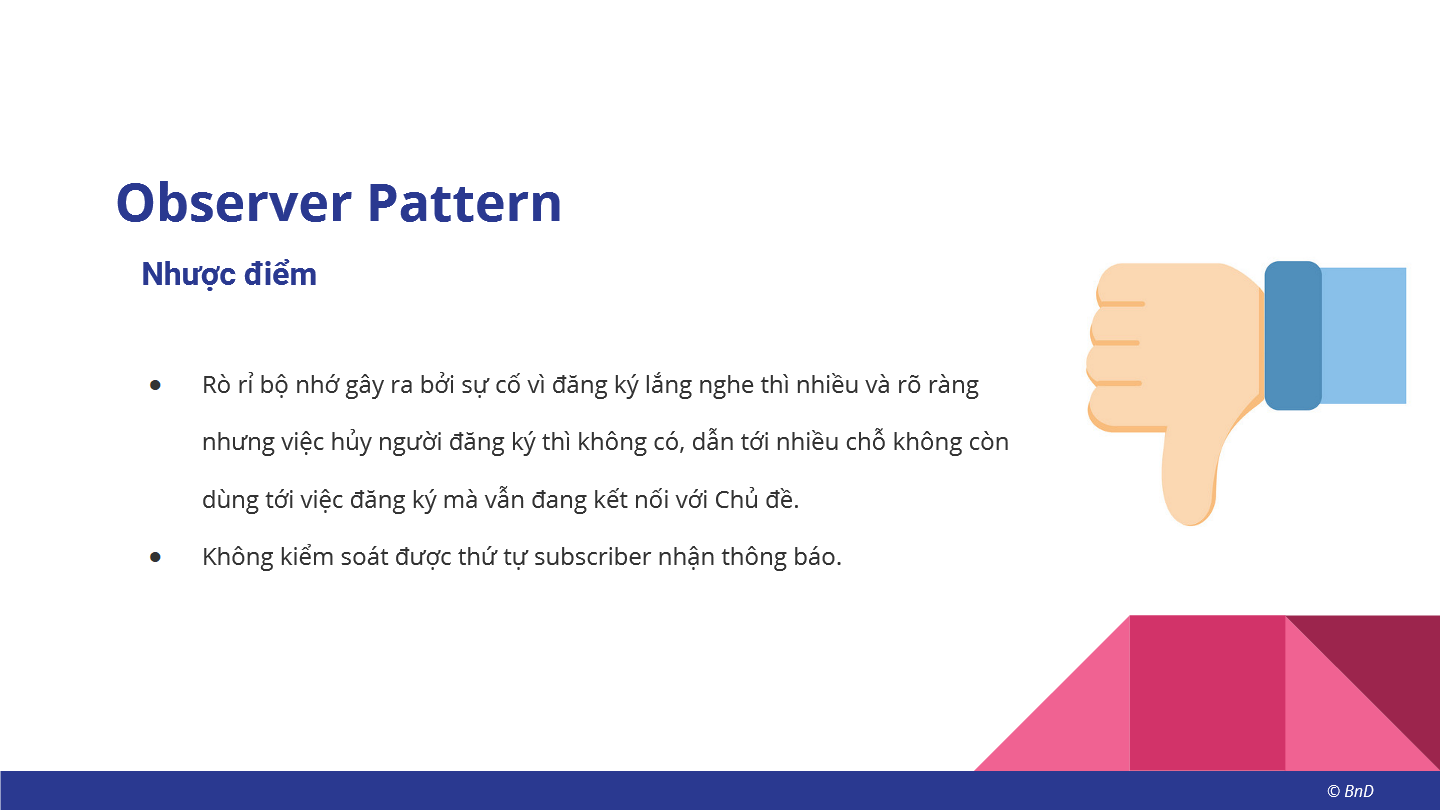 Observer Pattern
Nhược điểm
● Rò rỉ bộ nhớ gây ra bởi sự cố vì đăng ký lắng nghe thì nhiều và rõ ràng
nhưng việc hủy người đăng ký thì không có, dẫn tới nhiều chỗ không còn
dùng tới việc đăng ký mà vẫn đang kết nối với Chủ đề.
● Không kiểm soát được thứ tự subscriber nhận thông báo.
© BnD